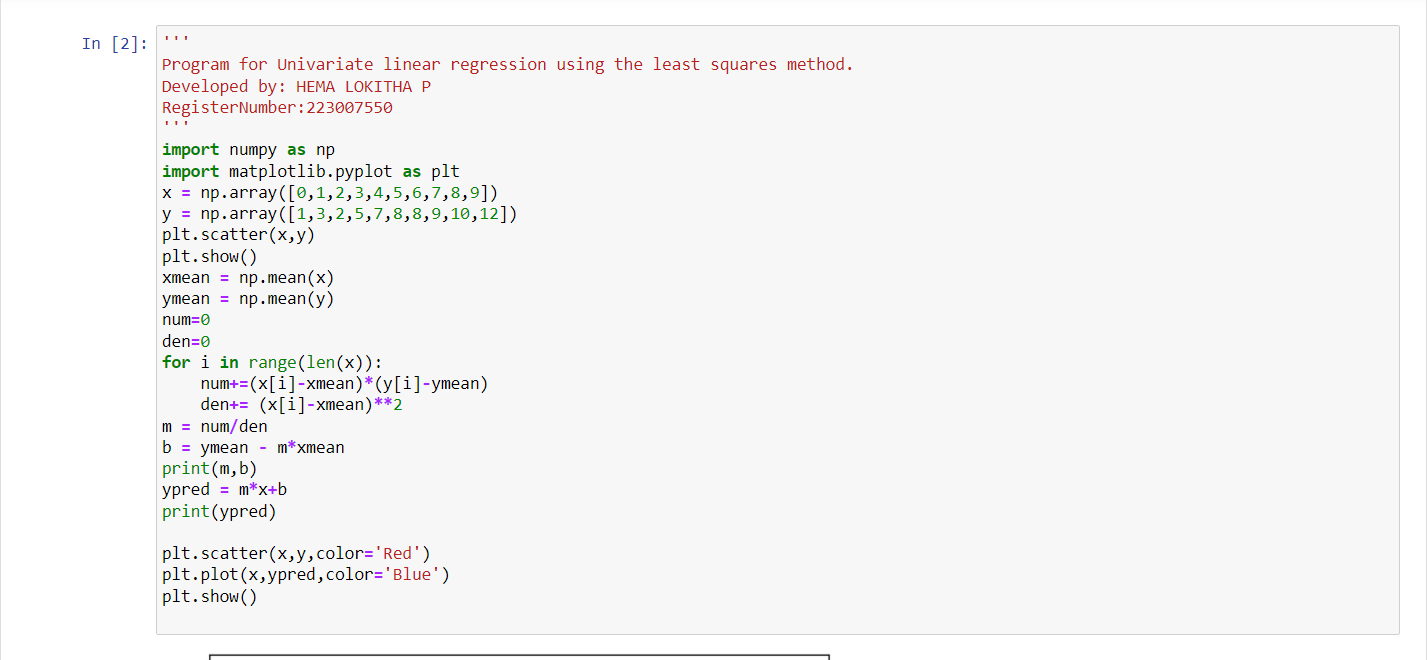 In [2]:
'''
Program for Univariate linear regression using the least squares method.
Developed by: HEMA LOKITHA P
RegisterNumber:223007550
'''
import numpy as np
import matplotlib.pyplot as plt
x = np.array([0,1,2,3,4,5,6,7,8,9])
y = np.array([1,3,2,5,7,8,8,9,10,12])
plt.scatter(x,y)
plt.show()
xmean = np.mean(x)
ymean = np.mean(y)
num=0
den=0
for i in range(len(x)):
    num+=(x[i]-xmean)*(y[i]-ymean)
    den+= (x[i]-xmean)**2
m = num/den
b = ymean - m*xmean
print(m,b)
ypred = m*x+b
print(ypred)

plt.scatter(x,y,color='Red')
plt.plot(x,ypred,color='Blue')
plt.show()